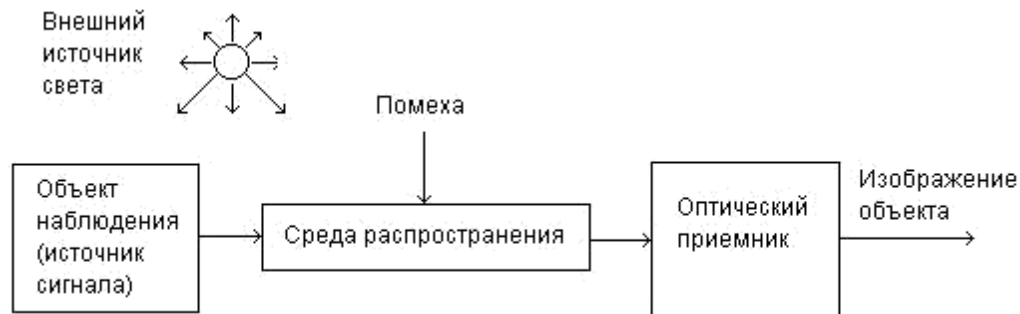 Внешний
источник
света
Помеха
Объект
наблюдения
(источник
сигнала)
Среда распространения
Оптический
приемник
Изображение
объекта